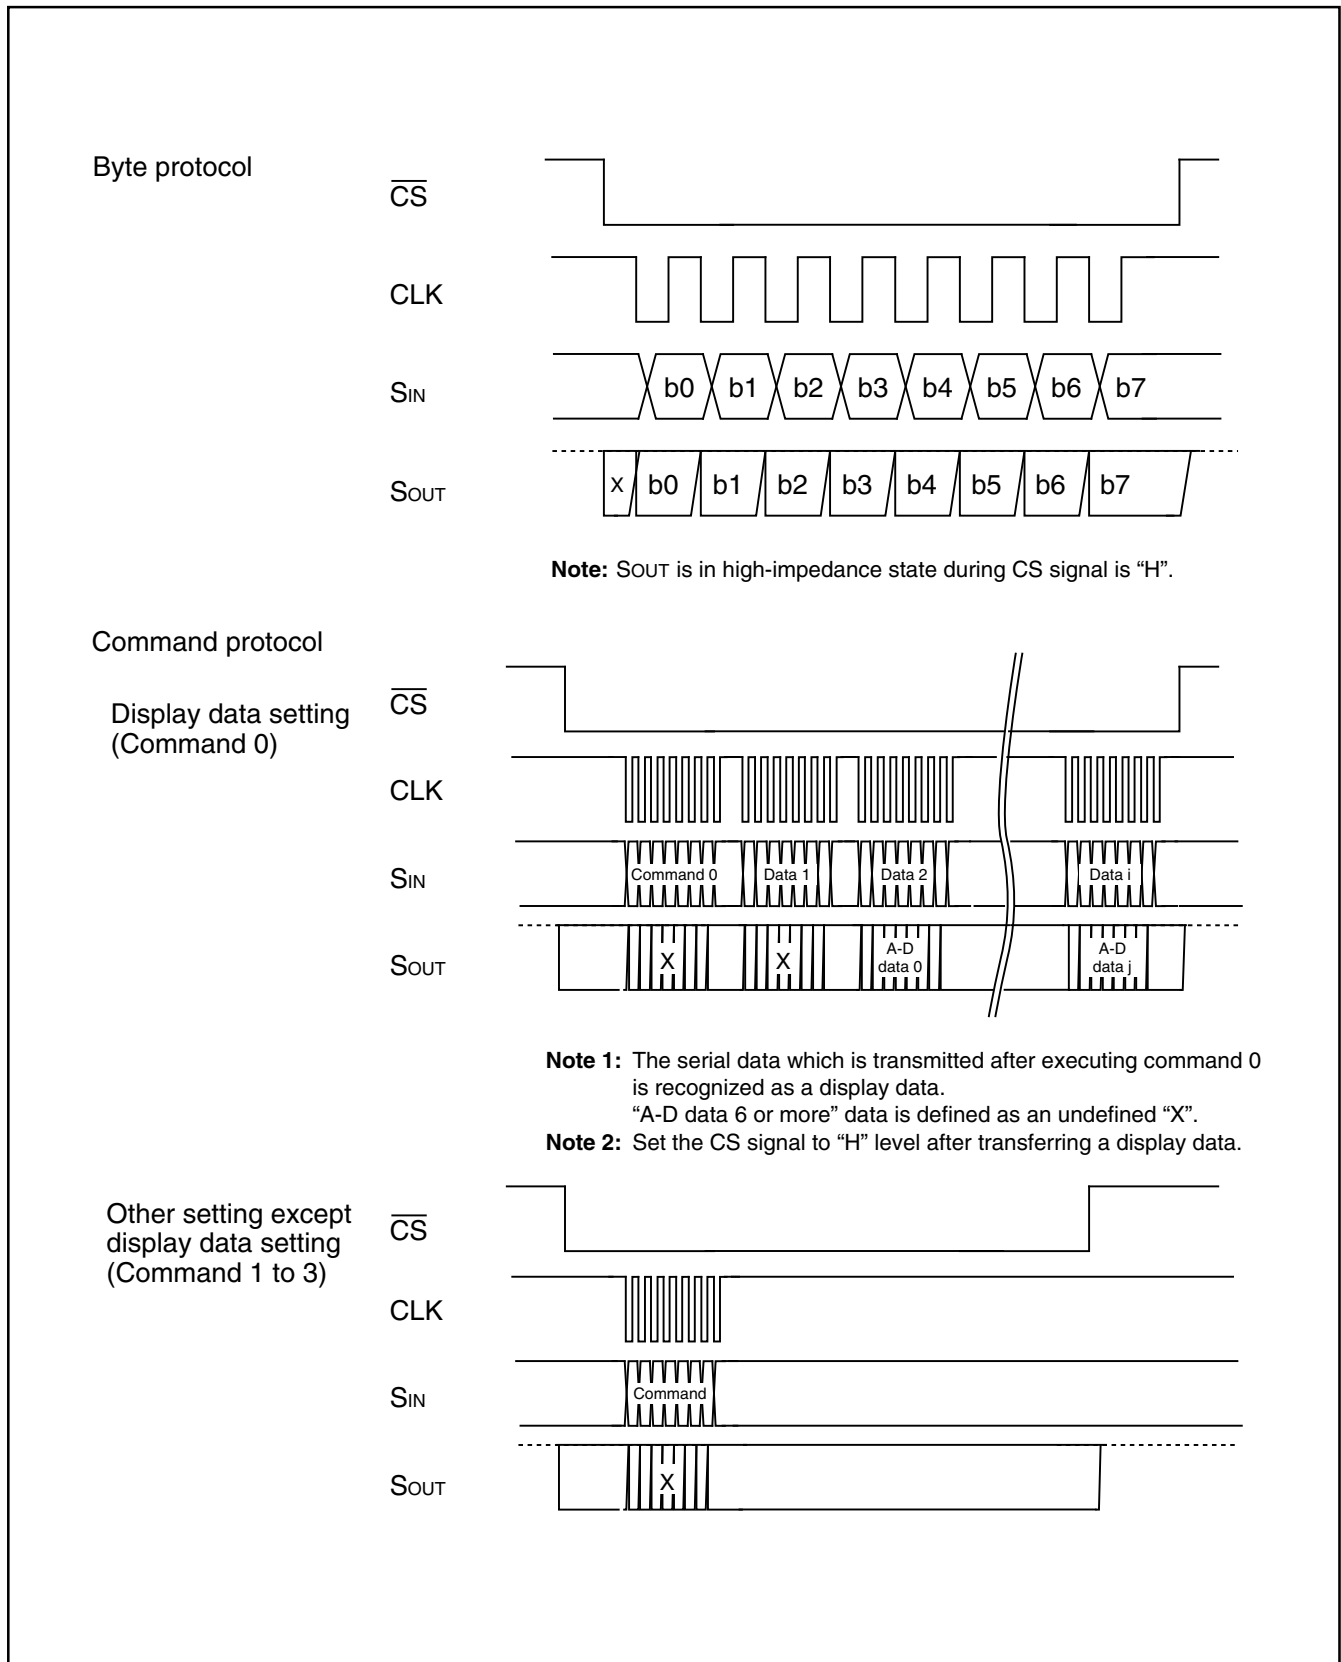 Byte protocol
CS
CLK
SIN
b0 b1 b2 b3 b4 b5 b6 b7
SOUT
X b0 b1 b2 b3 b4 b5 b6 b7
Note: SOUT is in high-impedance state during CS signal is “H”.
Command protocol
Display data setting
(Command 0)
CS
CLK
SIN
Command 0 Data 1 Data 2 Data i
SOUT
X X A-D data 0 A-D data j
Note 1: The serial data which is transmitted after executing command 0
is recognized as a display data.
“A-D data 6 or more” data is defined as an undefined “X”.
Note 2: Set the CS signal to “H” level after transferring a display data.
Other setting except
display data setting
(Command 1 to 3)
CS
CLK
SIN
Command
SOUT
X